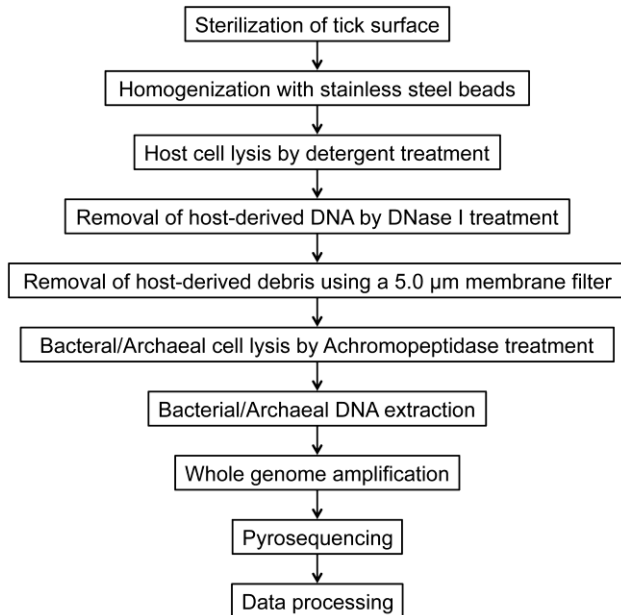 Sterilization of tick surface
Homogenization with stainless steel beads
Host cell lysis by detergent treatment
Removal of host-derived DNA by DNase I treatment
Removal of host-derived debris using a 5.0 µm membrane filter
Bacteral/Archaeal cell lysis by Achromopeptidase treatment
Bacterial/Archaeal DNA extraction
Whole genome amplification
Pyrosequencing
Data processing